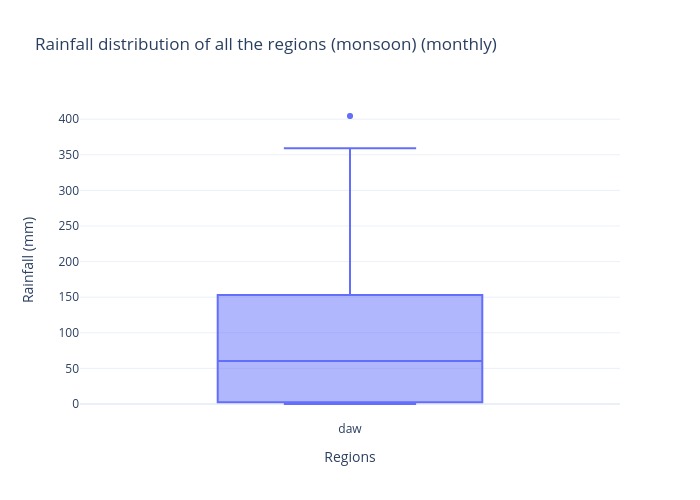 Rainfall distribution of all the regions (monsoon) (monthly)
400
350
300
250
200
150
100
50
0
Rainfall (mm)
daw
Regions